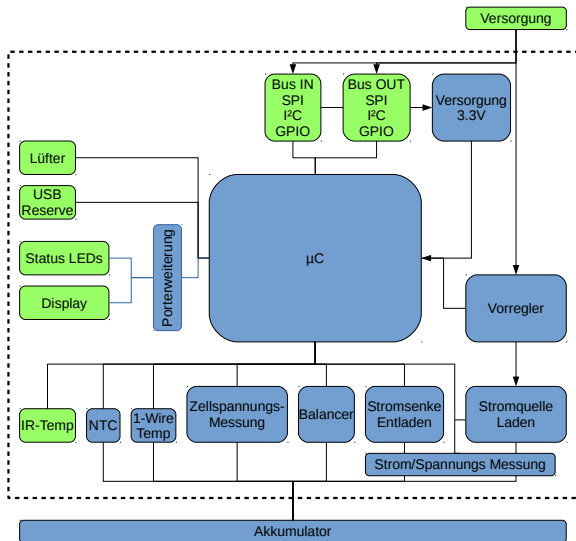 Versorgung
Bus IN
SPI
I²C
GPIO
Bus OUT
SPI
I²C
GPIO
Versorgung
3.3V
Lüfter
USB
Reserve
Status LEDs
Display
Porterweiterung
µC
Vorregler
IR-Temp
NTC
1-Wire
Temp
Zellspannungs-
Messung
Balancer
Stromsenke
Entladen
Stromquelle
Laden
Strom/Spannungs Messung
Akkumulator